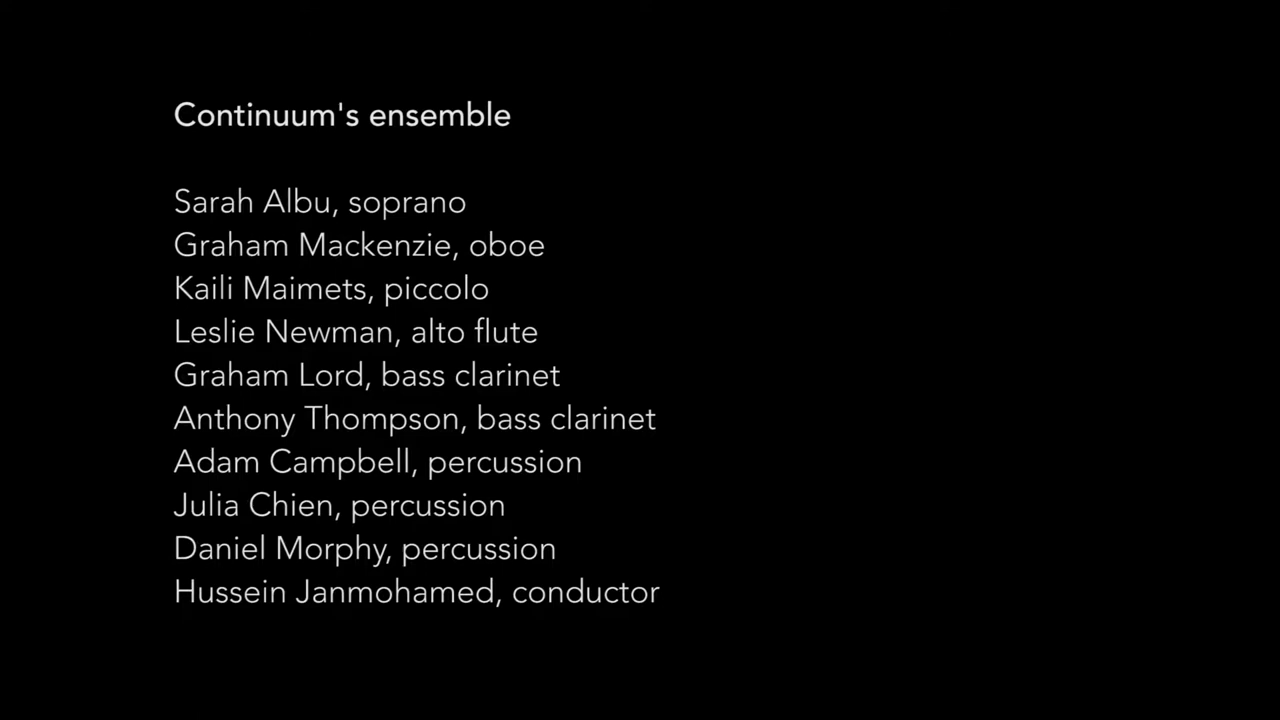 Continuum's ensemble
Sarah Albu, soprano
Graham Mackenzie, oboe
Kaili Maimets, piccolo
Leslie Newman, alto flute
Graham Lord, bass clarinet
Anthony Thompson, bass clarinet
Adam Campbell, percussion
Julia Chien, percussion
Daniel Morphy, percussion
Hussein Janmohamed, conductor